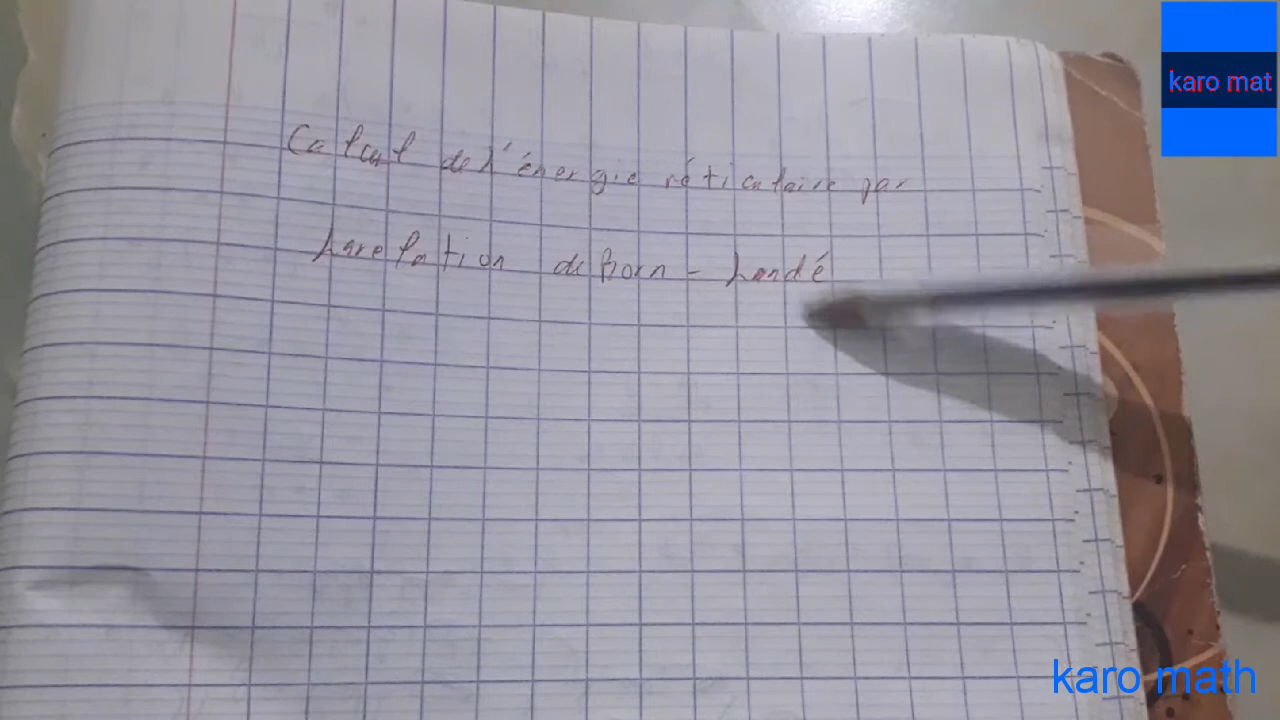 karo mat
Calcul de l'énergie réticulaire par
La relation de Born - Landé
karo math